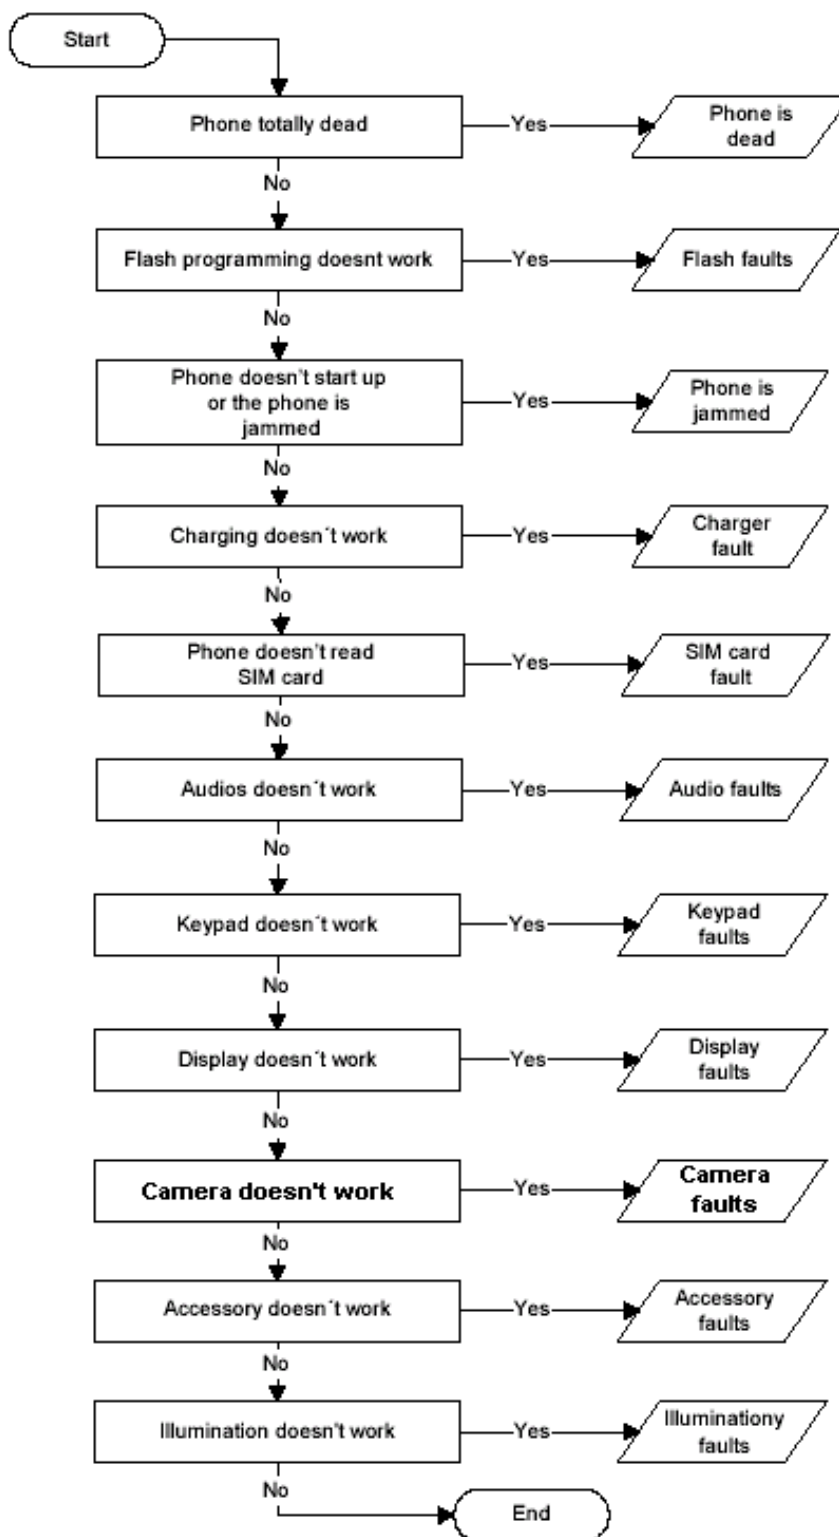 Start
Phone totally dead
Yes
Phone is
dead
No
Flash programming doesnt work
Yes
Flash faults
No
Phone doesn't start up
or the phone is
jammed
Yes
Phone is
jammed
No
Charging doesn´t work
Yes
Charger
fault
No
Phone doesn't read
SIM card
Yes
SIM card
fault
No
Audios doesn´t work
Yes
Audio faults
No
Keypad doesn´t work
Yes
Keypad
faults
No
Display doesn´t work
Yes
Display
faults
No
Camera doesn't work
Yes
Camera
faults
No
Accessory doesn´t work
Yes
Accessory
faults
No
Illumination doesn't work
Yes
Illuminationy
faults
No
End